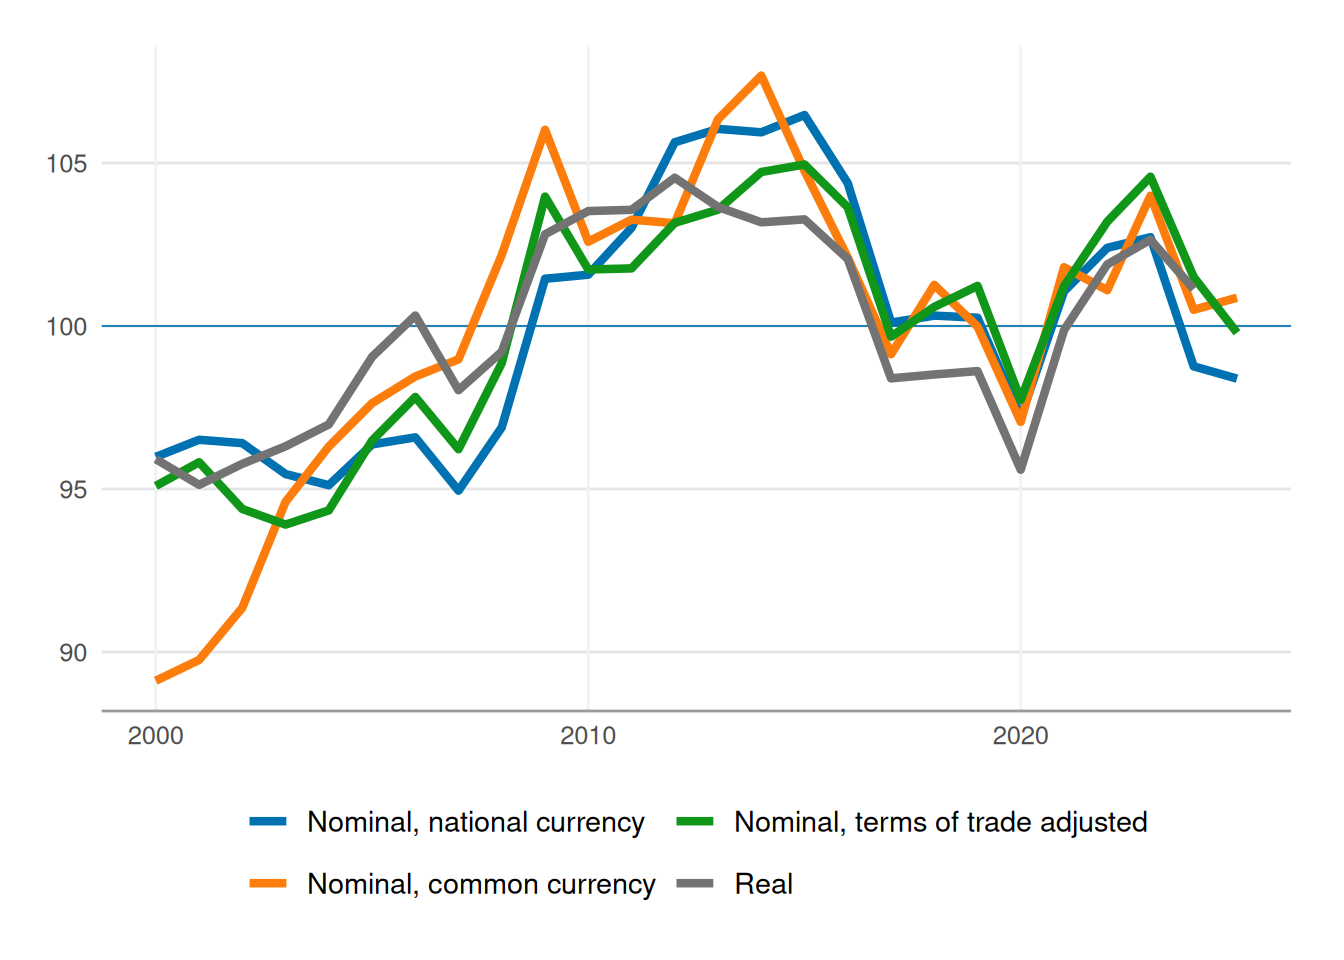 105
100
95
90
2000 2010 2020
Nominal, national currency Nominal, terms of trade adjusted
Nominal, common currency Real